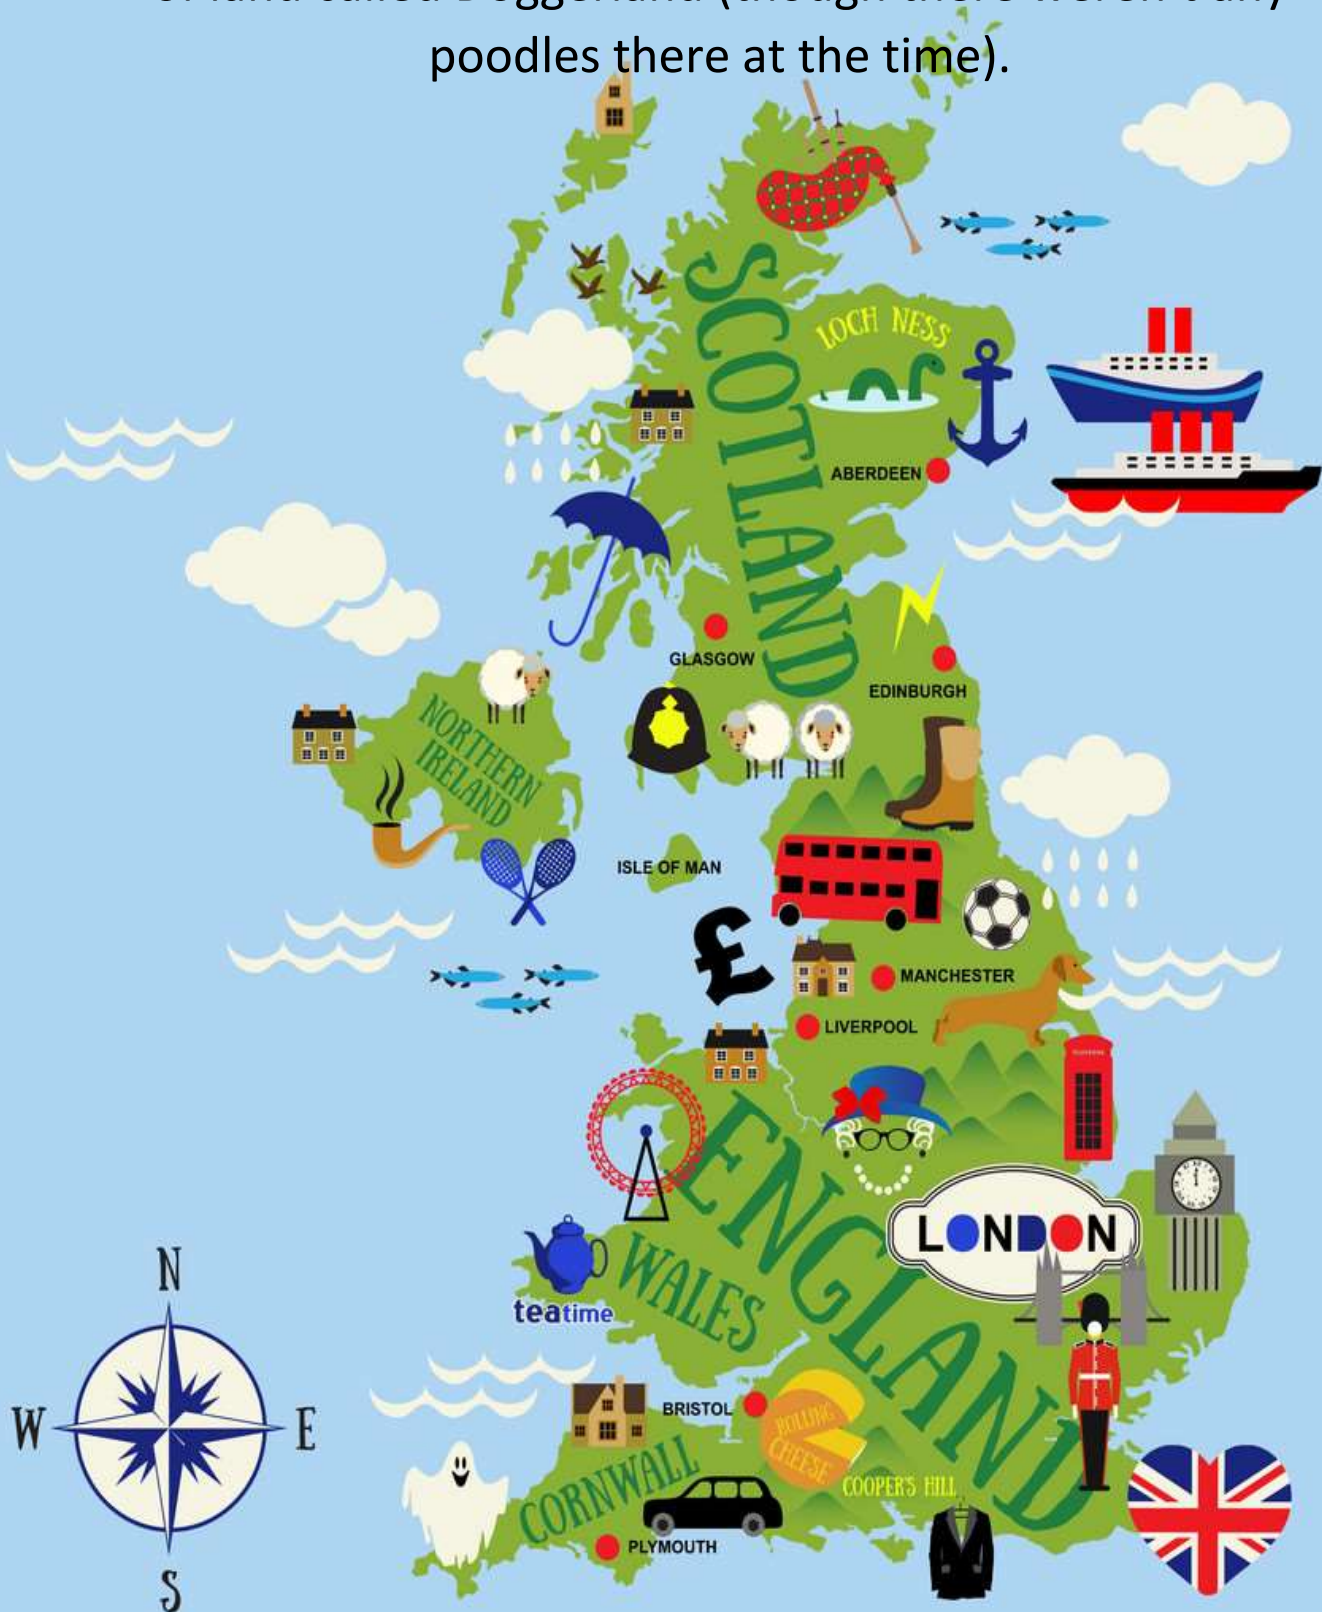 poodles there at the time).
SCOTLAND
LOCH NESS
ABERDEEN
GLASGOW
EDINBURGH
NORTHERN
IRELAND
ISLE OF MAN
£
MANCHESTER
LIVERPOOL
TELEPHONE
ENGLAND
LONDON
WALES
teatime
N
W
E
S
BRISTOL
ROLLING
CHEESE
CORNWALL
COOPER'S HILL
PLYMOUTH